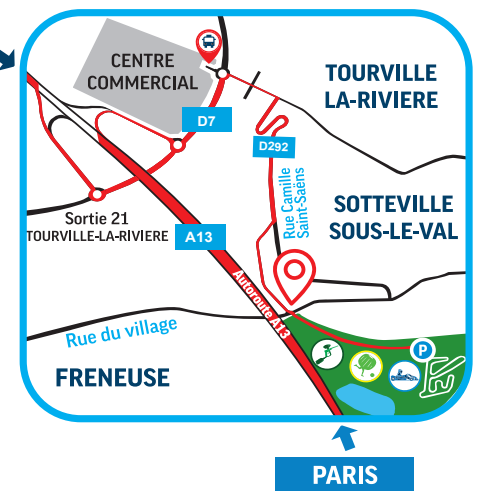 CENTRE
COMMERCIAL
TOURVILLE
LA-RIVIERE
D7
D292
Rue Camille
Saint-Saëns
SOTTEVILLE
SOUS-LE-VAL
Sortie 21
TOURVILLE-LA-RIVIERE
A13
Autoroute A13
Rue du village
P
FRENEUSE
PARIS